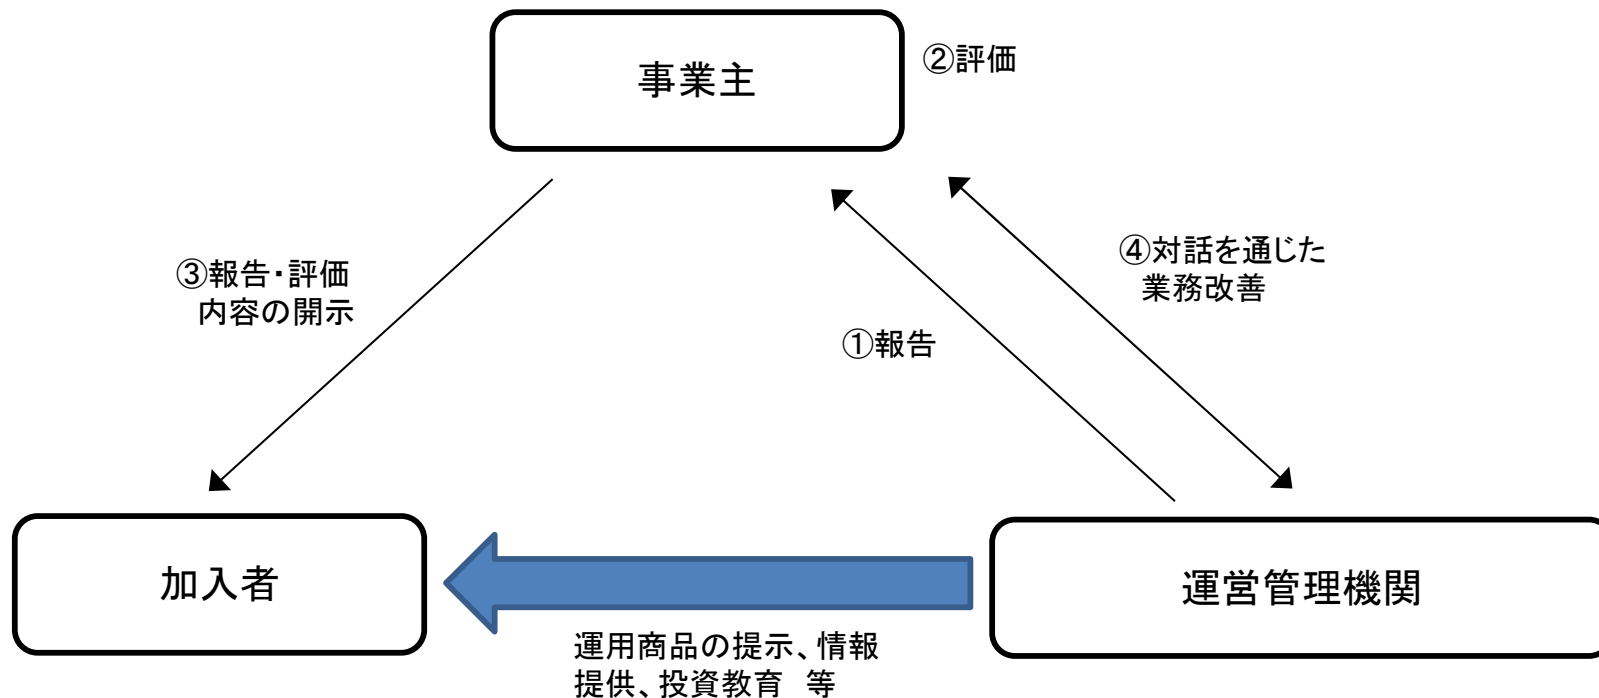 事業主
②評価
③報告・評価
内容の開示
④対話を通じた
業務改善
①報告
加入者
運営管理機関
運用商品の提示、情報
提供、投資教育　等